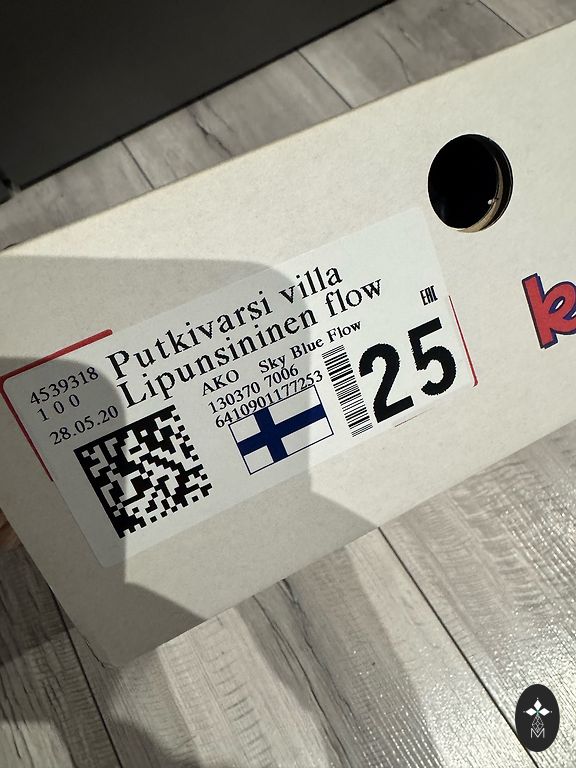 Putkivarsi villa
Lipunsininen flow
4539318
1 0 0
28.05.20
AKO Sky Blue Flow
130370 7006
6410901177253
25
EAC
k
M